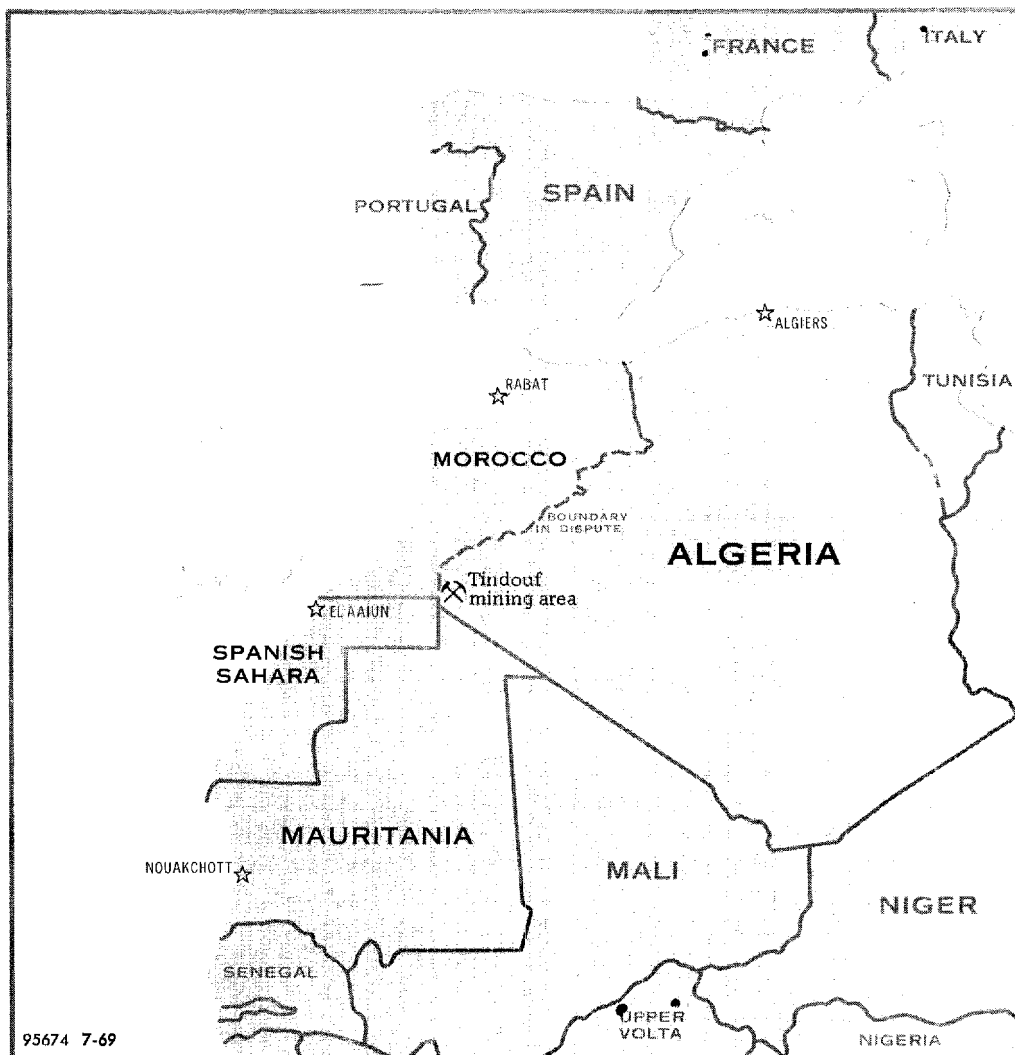 FRANCE
ITALY
PORTUGAL
SPAIN
ALGIERS
TUNISIA
RABAT
MOROCCO
BOUNDARY
IN DISPUTE
ALGERIA
Tindouf
mining area
EL AAIUN
SPANISH
SAHARA
MAURITANIA
NOUAKCHOTT
MALI
NIGER
SENEGAL
UPPER
VOLTA
NIGERIA
95674 7-69